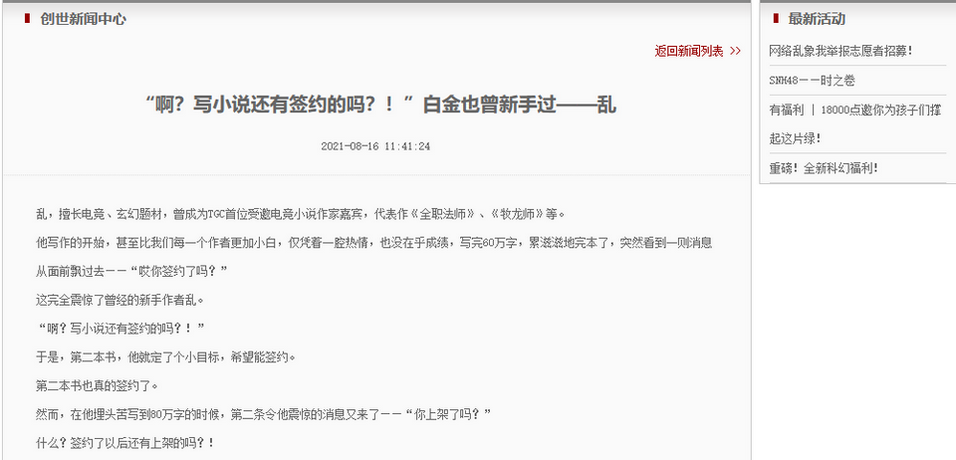 创世新闻中心
返回新闻列表 >>
“啊？写小说还有签约的吗？！”白金也曾新手过——乱
2021-08-16 11:41:24
乱，擅长电竞、玄幻题材，曾成为TGC首位受邀电竞小说作家嘉宾，代表作《全职法师》、《牧龙师》等。
他写作的开始，甚至比我们每一个作者更加小白，仅凭着一腔热情，也没在乎成绩，写完60万字，累滋滋地完本了，突然看到一则消息
从面前飘过去——“哎你签约了吗？”
这完全震惊了曾经的新手作者乱。
“啊？写小说还有签约的吗？！”
于是，第二本书，他就定了个小目标，希望能签约。
第二本书也真的签约了。
然而，在他埋头苦写到80万字的时候，第二条令他震惊的消息又来了——“你上架了吗？”
什么？签约了以后还有上架的吗？！
最新活动
网络乱象我举报志愿者招募！
SNH48——时之卷
有福利 | 18000点邀你为孩子们撑
起这片绿！
重磅！全新科幻福利！